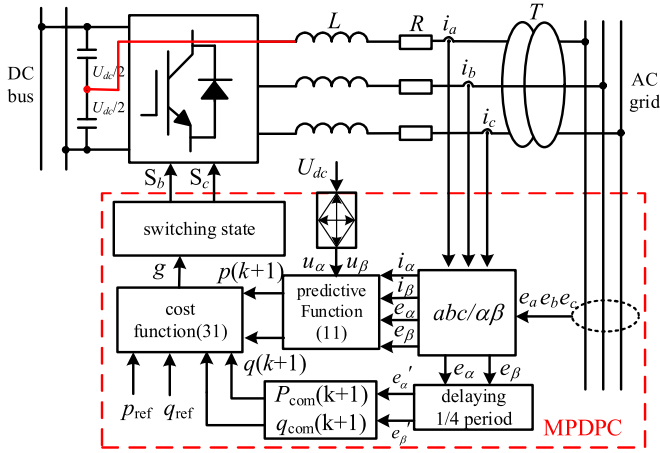 L R i_a T
DC bus
U_dc/2
U_dc/2
i_b
AC grid
i_c
S_b S_c
U_dc
switching state
u_α u_β
i_α
g
p(k+1)
i_β
cost function(31)
predictive Function (11)
e_α
e_β
abc/αβ
e_a e_b e_c
q(k+1)
e_α e_β
p_ref q_ref
P_com(k+1)
q_com(k+1)
e_α'
e_β'
delaying 1/4 period
MPDPC